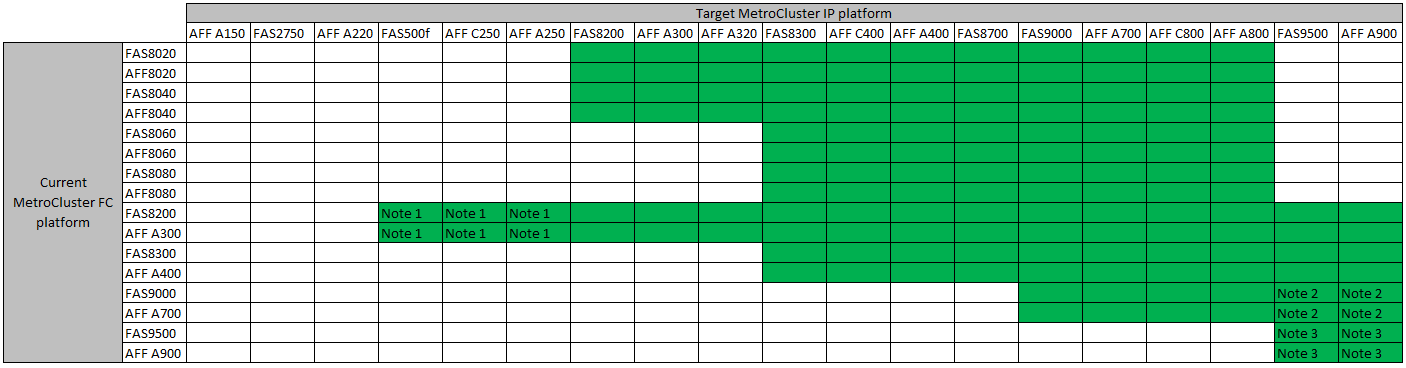 Target MetroCluster IP platform
AFF A150 FAS2750 AFF A220 FAS500f AFF C250 AFF A250 FAS8200 AFF A300 AFF A320 FAS8300 AFF C400 AFF A400 FAS8700 FAS9000 AFF A700 AFF C800 AFF A800 FAS9500 AFF A900
Current
MetroCluster FC
platform
FAS8020
AFF8020
FAS8040
AFF8040
FAS8060
AFF8060
FAS8080
AFF8080
FAS8200 Note 1 Note 1 Note 1
AFF A300 Note 1 Note 1 Note 1
FAS8300
AFF A400
FAS9000 Note 2 Note 2
AFF A700 Note 2 Note 2
FAS9500 Note 3 Note 3
AFF A900 Note 3 Note 3